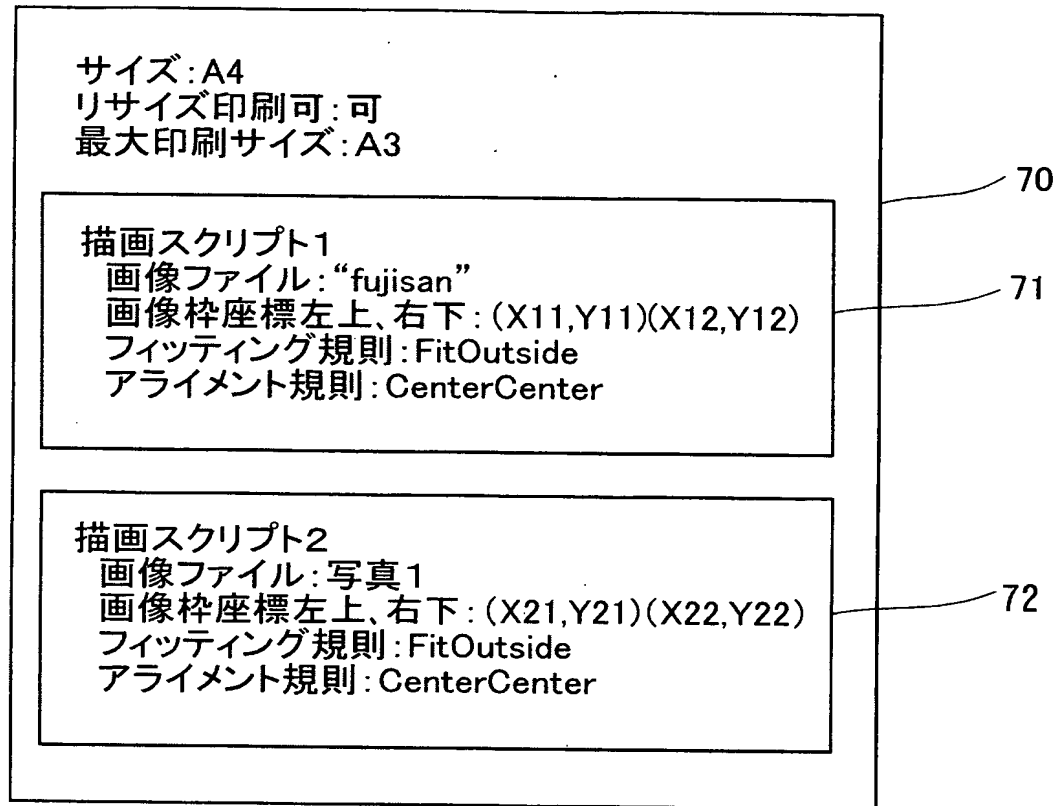 サイズ:A4
リサイズ印刷可:可
最大印刷サイズ:A3
70
描画スクリプト1
画像ファイル:“fujisan”
画像枠座標左上、右下:(X11,Y11)(X12,Y12)
フィッティング規則:FitOutside
アライメント規則:CenterCenter
71
描画スクリプト2
画像ファイル:写真1
画像枠座標左上、右下:(X21,Y21)(X22,Y22)
フィッティング規則:FitOutside
アライメント規則:CenterCenter
72